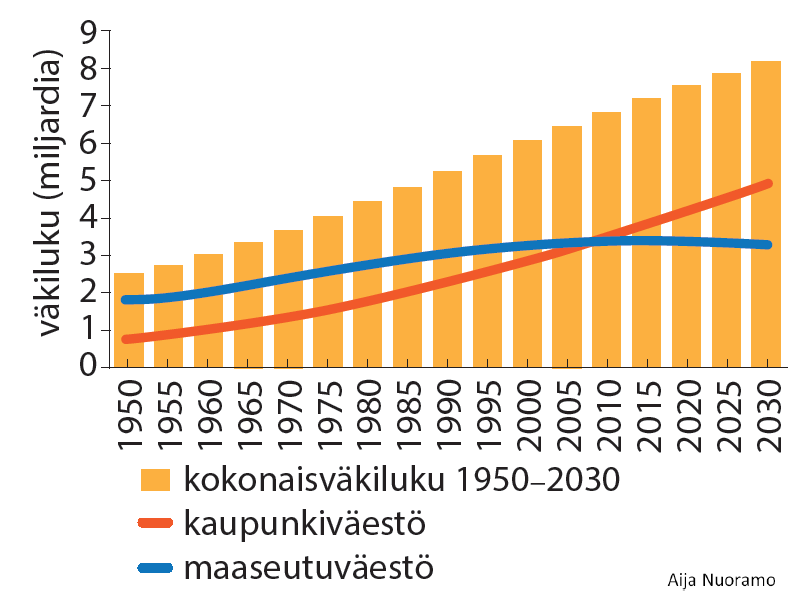 väkiluku (miljardia)
9
8
7
6
5
4
3
2
1
0
1950 1955 1960 1965 1970 1975 1980 1985 1990 1995 2000 2005 2010 2015 2020 2025 2030
kokonaisväkiluku 1950–2030
kaupunkiväestö
maaseutuväestö
Aija Nuoramo